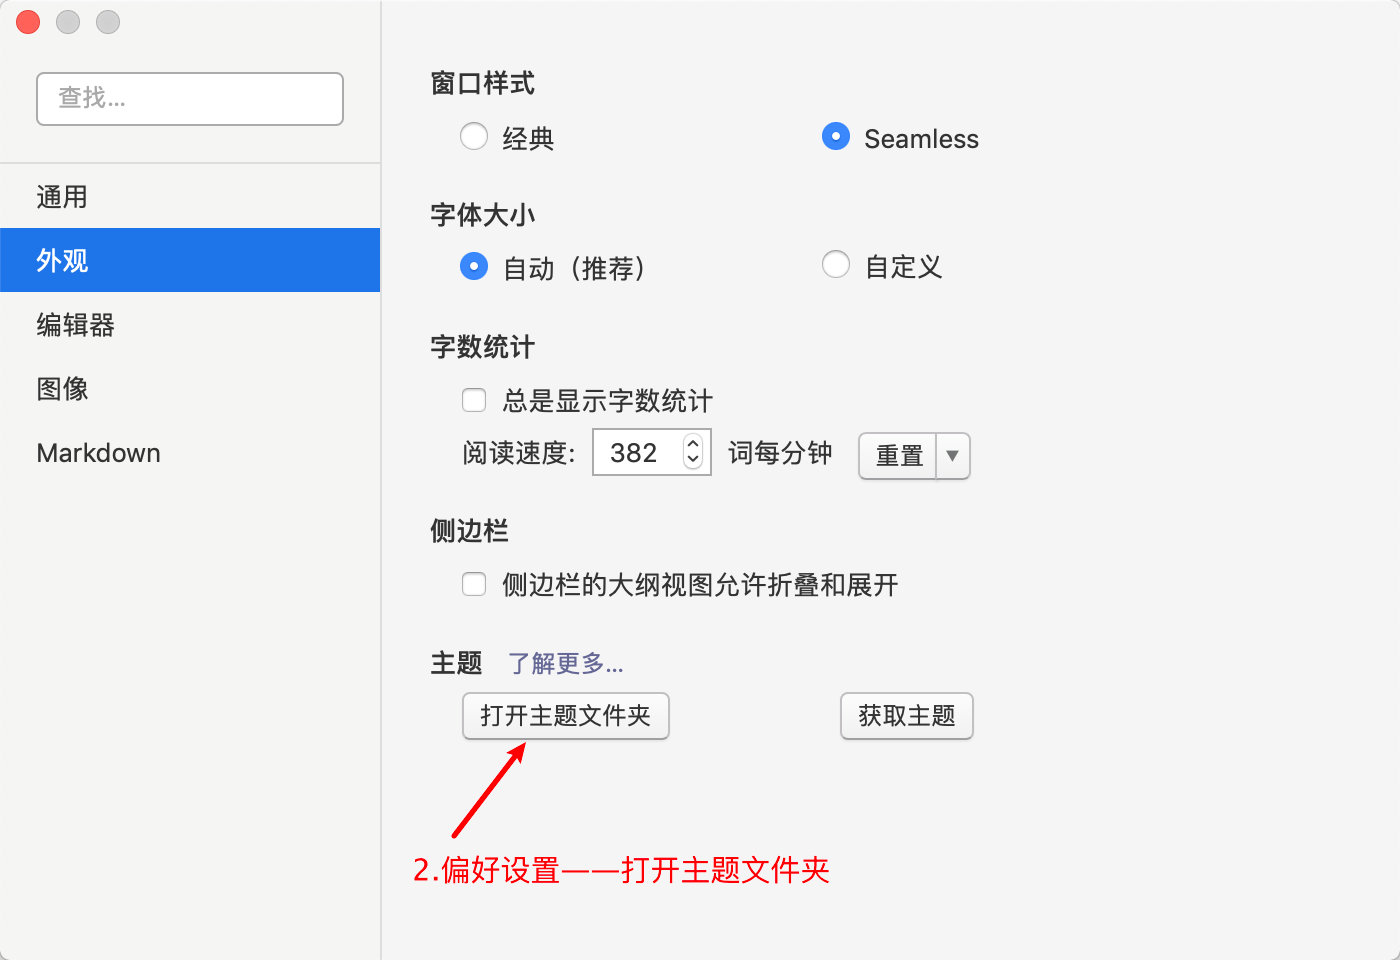 查找...
通用
外观
编辑器
图像
Markdown
窗口样式
经典 Seamless
字体大小
自动（推荐） 自定义
字数统计
总是显示字数统计
阅读速度: 382 词每分钟 重置 ▼
侧边栏
侧边栏的大纲视图允许折叠和展开
主题 了解更多...
打开主题文件夹 获取主题
2.偏好设置——打开主题文件夹